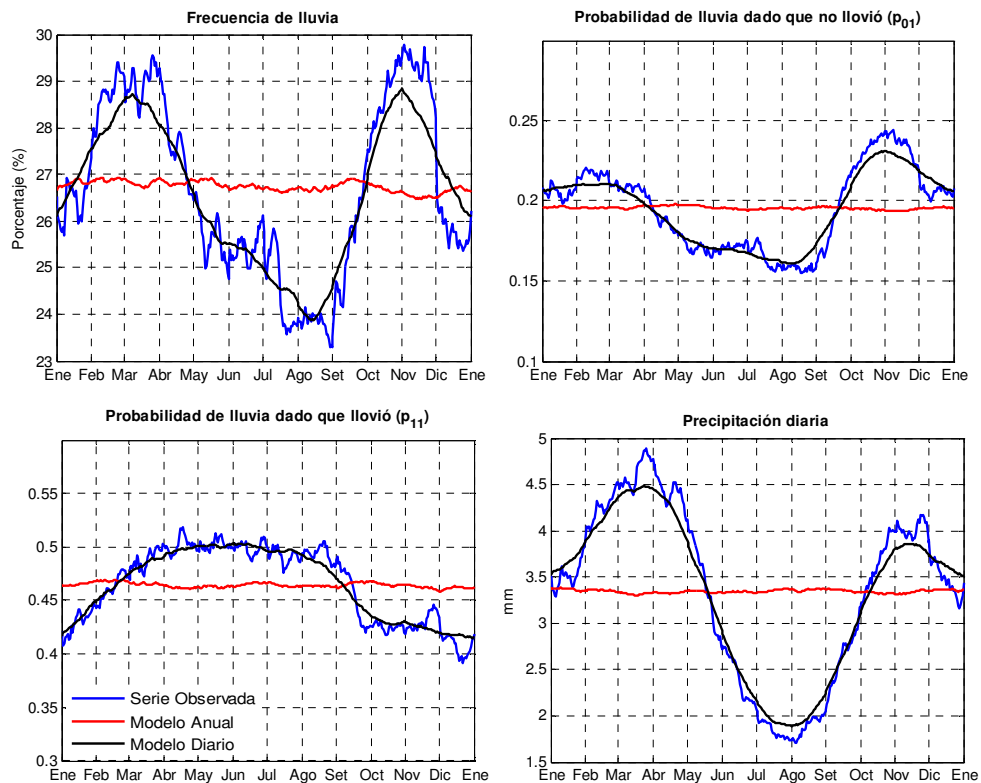 Frecuencia de lluvia
Porcentaje (%)
30
29
28
27
26
25
24
23
Ene Feb Mar Abr May Jun Jul Ago Set Oct Nov Dic Ene
Probabilidad de lluvia dado que no llovió (p01)
0.25
0.2
0.15
0.1
Ene Feb Mar Abr May Jun Jul Ago Set Oct Nov Dic Ene
Probabilidad de lluvia dado que llovió (p11)
0.55
0.5
0.45
0.4
0.35
0.3
Serie Observada
Modelo Anual
Modelo Diario
Ene Feb Mar Abr May Jun Jul Ago Set Oct Nov Dic Ene
Precipitación diaria
mm
5
4.5
4
3.5
3
2.5
2
1.5
Ene Feb Mar Abr May Jun Jul Ago Set Oct Nov Dic Ene